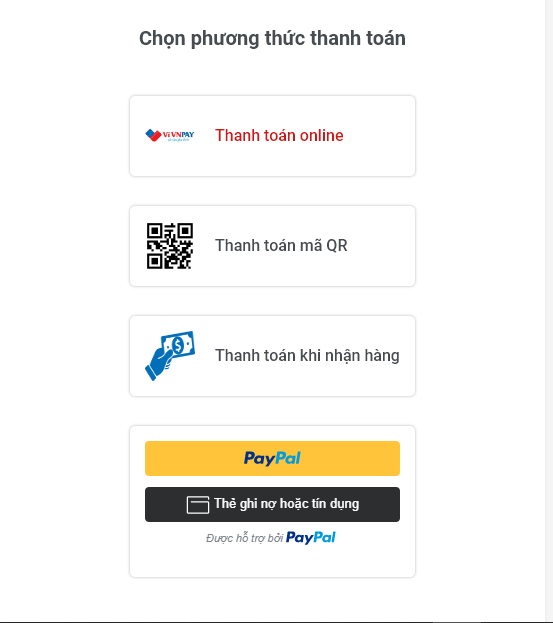 Chọn phương thức thanh toán
VíVNPAY
Thanh toán online
Thanh toán mã QR
Thanh toán khi nhận hàng
PayPal
Thẻ ghi nợ hoặc tín dụng
Được hỗ trợ bởi PayPal